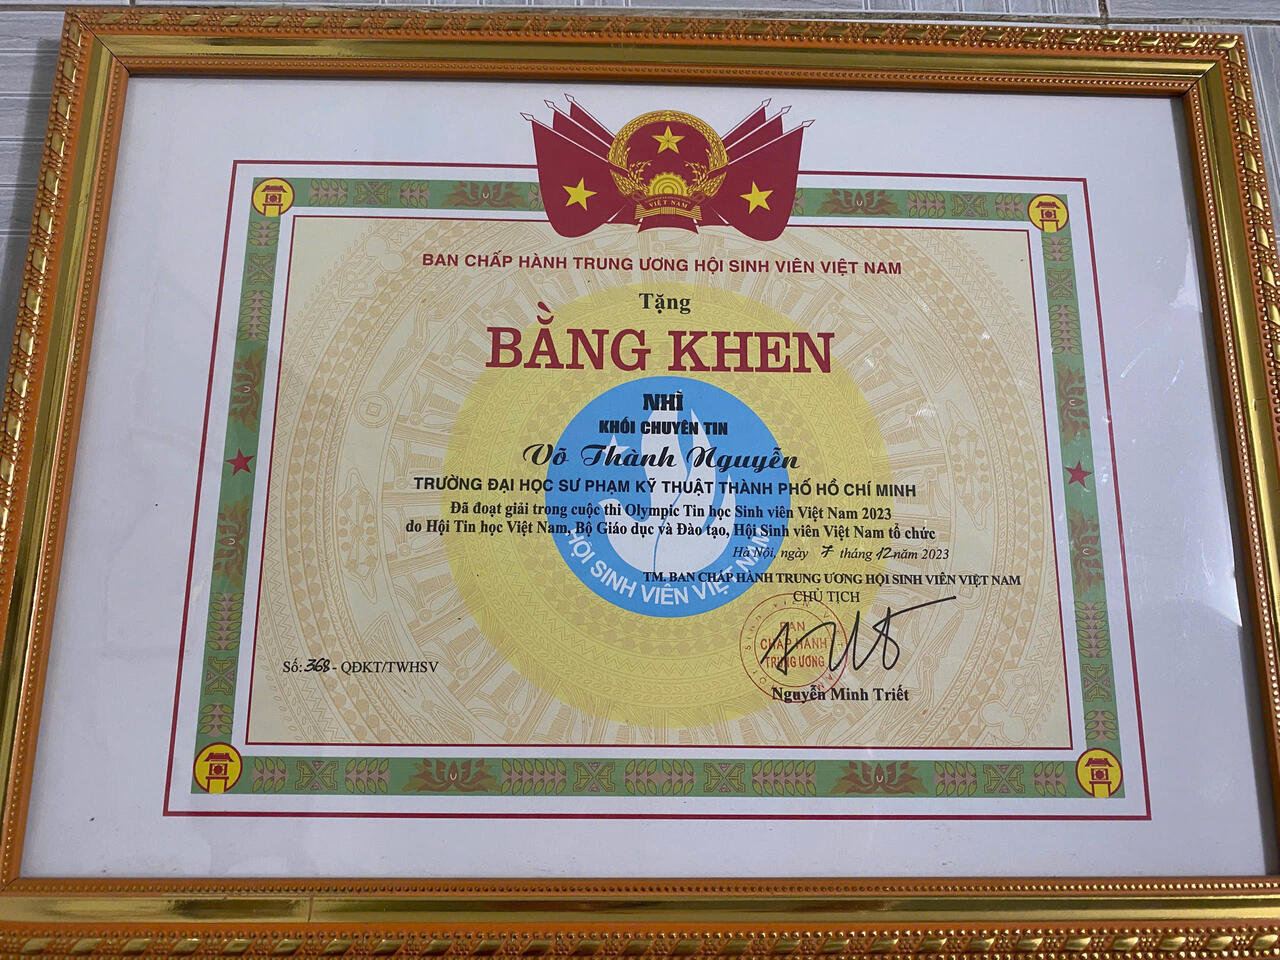 VIỆT NAM
BAN CHẤP HÀNH TRUNG ƯƠNG HỘI SINH VIÊN VIỆT NAM
Tặng
BẰNG KHEN
NHÌ
KHỐI CHUYÊN TIN
Võ Thành Nguyễn
TRƯỜNG ĐẠI HỌC SƯ PHẠM KỸ THUẬT THÀNH PHỐ HỒ CHÍ MINH
Đã đoạt giải trong cuộc thi Olympic Tin học Sinh viên Việt Nam 2023
do Hội Tin học Việt Nam, Bộ Giáo dục và Đào tạo, Hội Sinh viên Việt Nam tổ chức
Hà Nội, ngày 7 tháng 12 năm 2023
HỘI SINH VIÊN VIỆT NAM
TM. BAN CHẤP HÀNH TRUNG ƯƠNG HỘI SINH VIÊN VIỆT NAM
CHỦ TỊCH
BAN
CHẤP HÀNH
TRUNG ƯƠNG
Số: 368 - QĐKT/TWHSV
Nguyễn Minh Triết